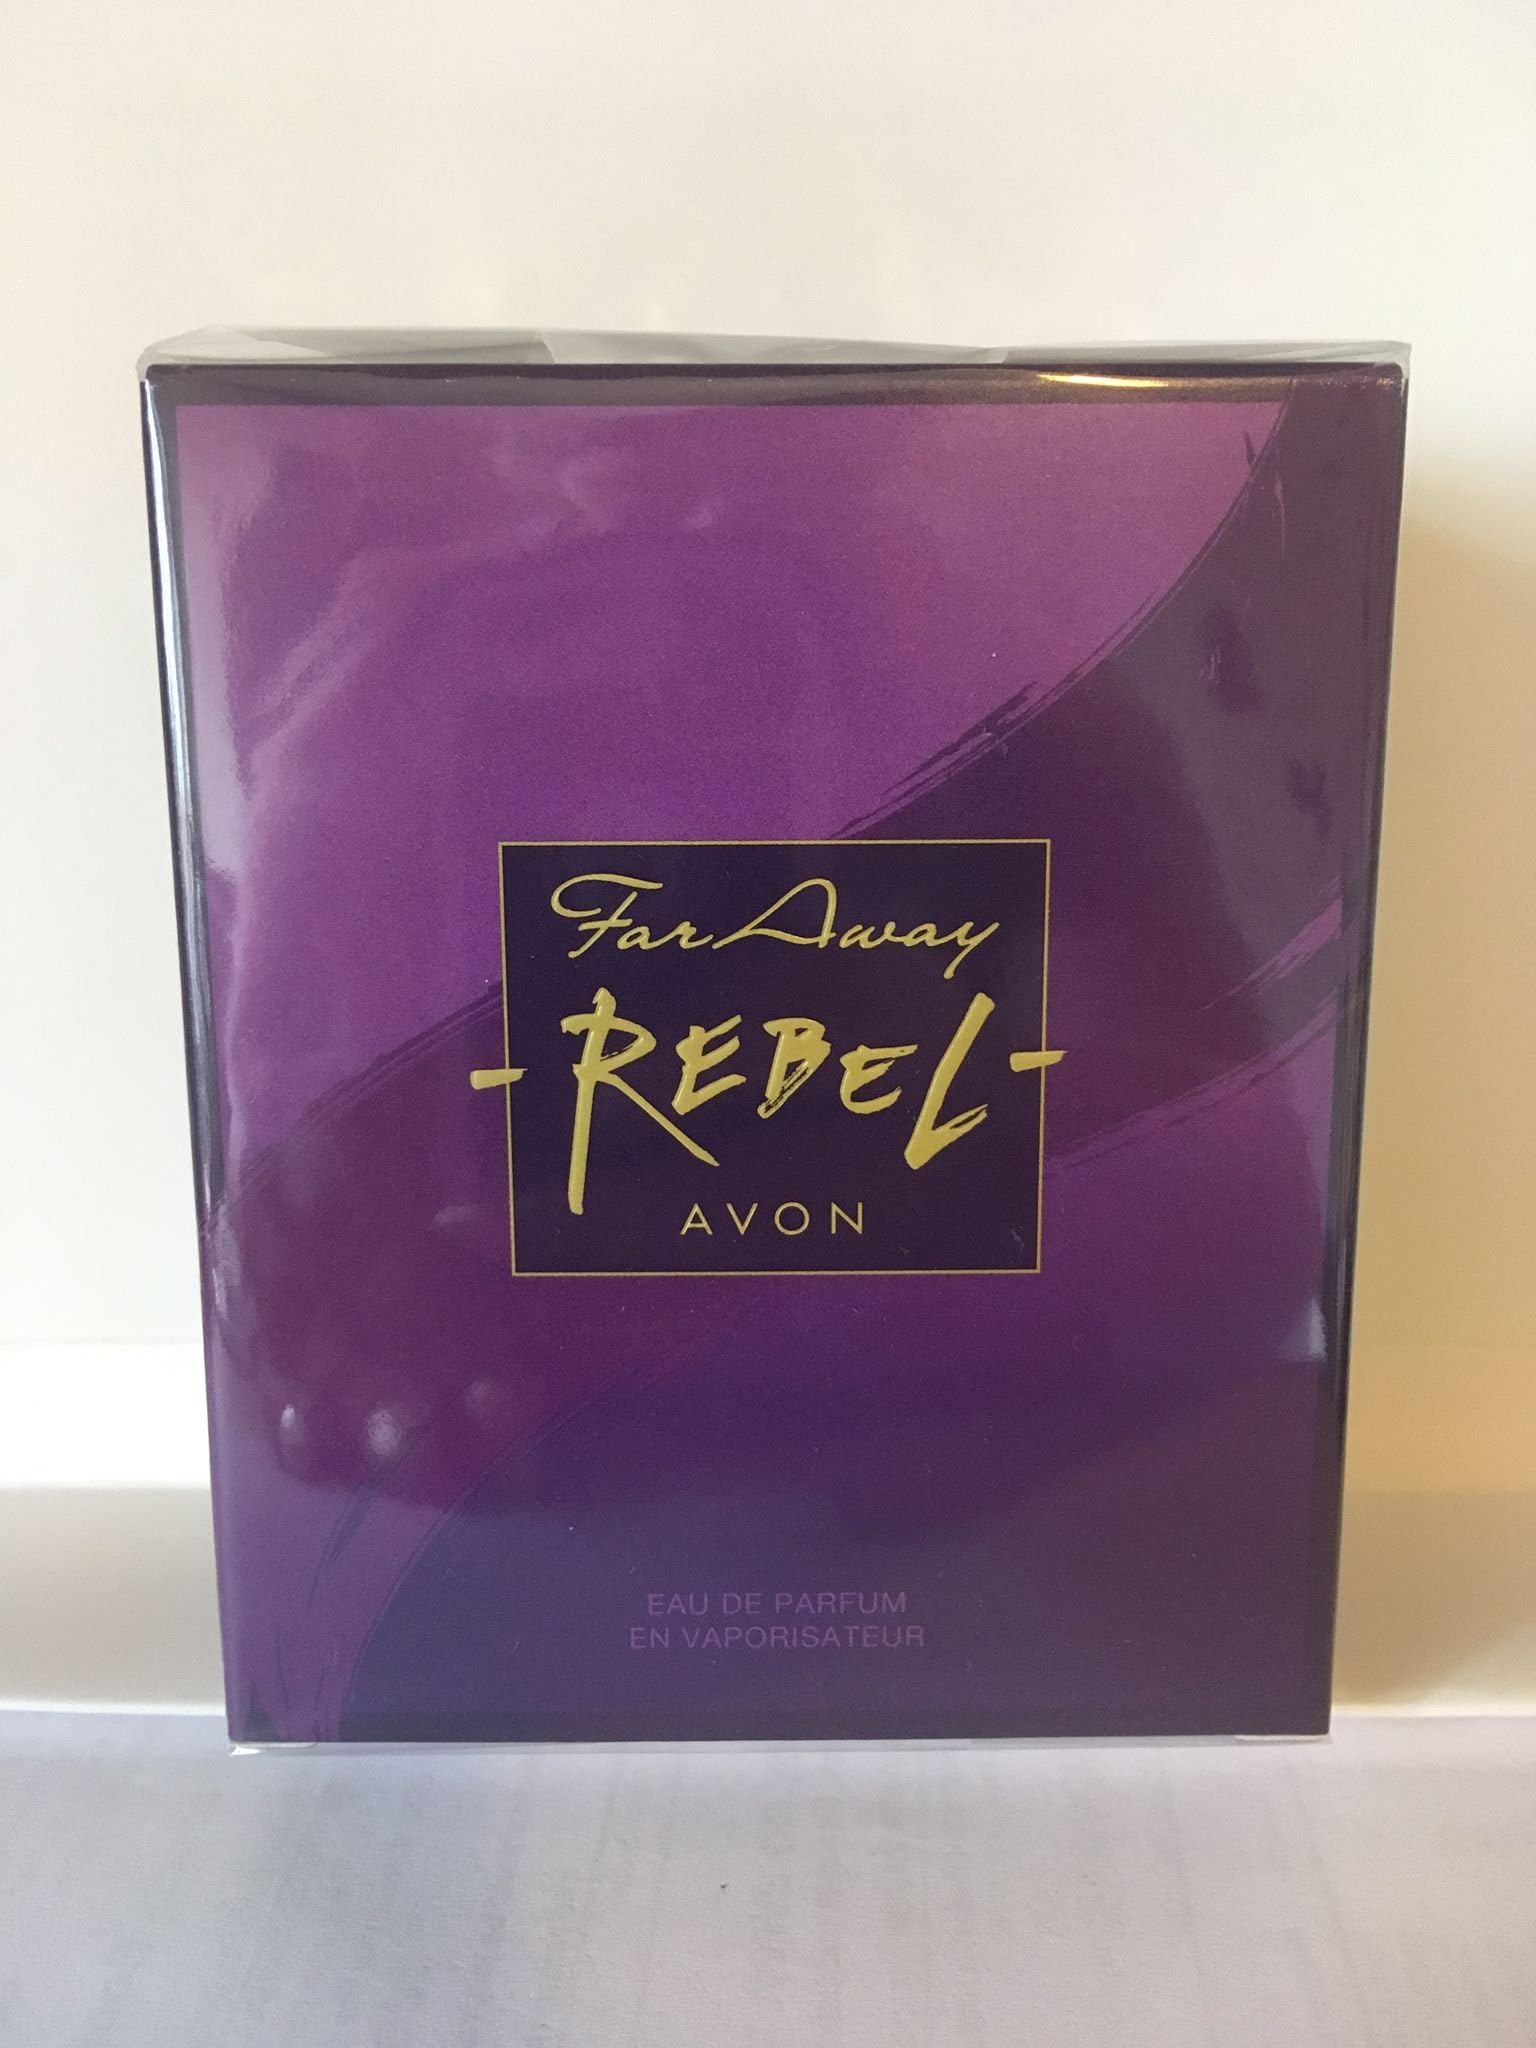 Far Away
-REBEL-
AVON
EAU DE PARFUM
EN VAPORISATEUR